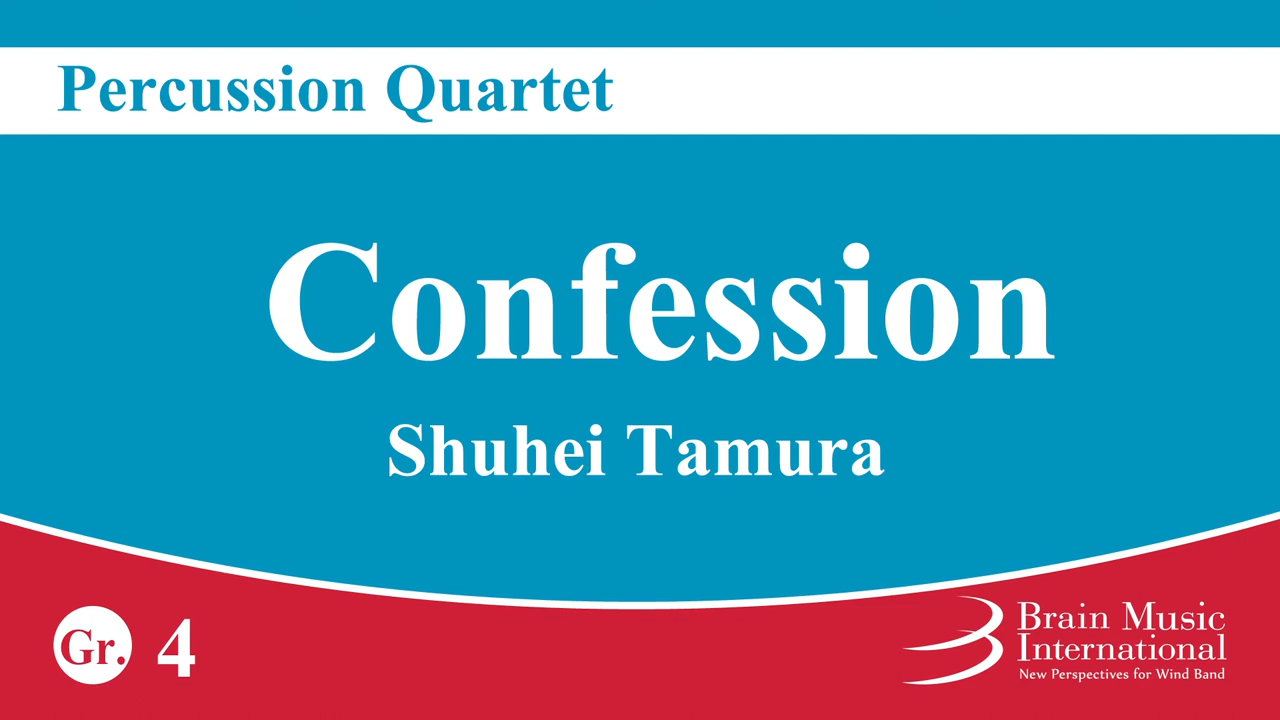 Percussion Quartet
Confession
Shuhei Tamura
Gr. 4
Brain Music
International
New Perspectives for Wind Band